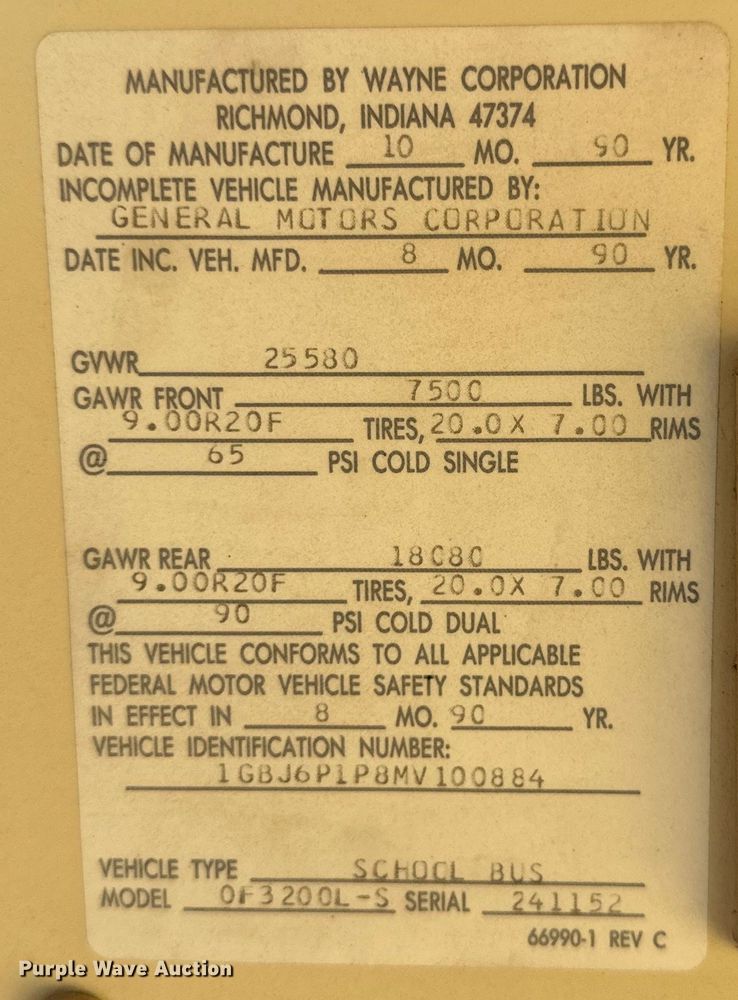 MANUFACTURED BY WAYNE CORPORATION
RICHMOND, INDIANA 47374
DATE OF MANUFACTURE 10 MO. 90 YR.
INCOMPLETE VEHICLE MANUFACTURED BY:
GENERAL MOTORS CORPORATION
DATE INC. VEH. MFD. 8 MO. 90 YR.
GVWR 25580
GAWR FRONT 7500 LBS. WITH
9.00R20F TIRES, 20.0X 7.00 RIMS
@ 65 PSI COLD SINGLE
GAWR REAR 18080 LBS. WITH
9.00R20F TIRES, 20.0X 7.00 RIMS
@ 90 PSI COLD DUAL
THIS VEHICLE CONFORMS TO ALL APPLICABLE
FEDERAL MOTOR VEHICLE SAFETY STANDARDS
IN EFFECT IN 8 MO. 90 YR.
VEHICLE IDENTIFICATION NUMBER:
1GBJ6P1P8MV100884
VEHICLE TYPE SCHOOL BUS
MODEL OF3200L-S SERIAL 241152
66990-1 REV C
Purple Wave Auction